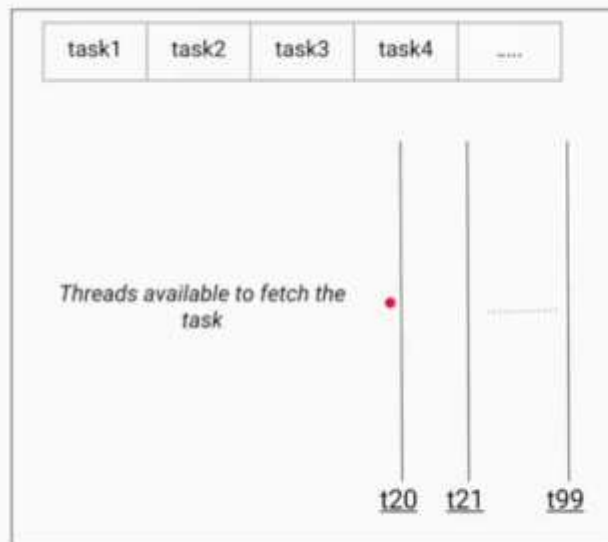 task1 task2 task3 task4 .....
Threads available to fetch the
task
t20 t21 t99